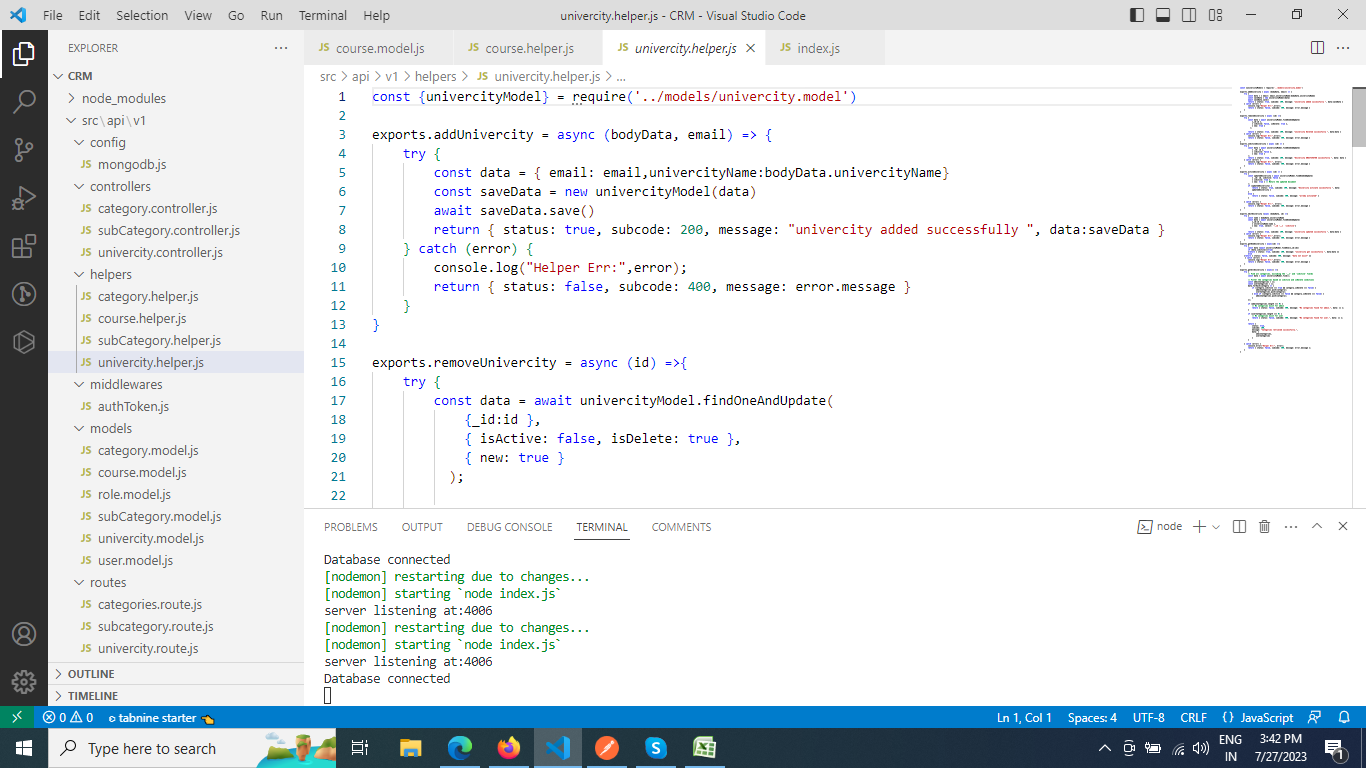 File Edit Selection View Go Run Terminal Help
univercity.helper.js - CRM - Visual Studio Code
EXPLORER
CRM
node_modules
src\api\v1
config
mongodb.js
controllers
category.controller.js
subCategory.controller.js
univercity.controller.js
helpers
category.helper.js
course.helper.js
subCategory.helper.js
univercity.helper.js
middlewares
authToken.js
models
category.model.js
course.model.js
role.model.js
subCategory.model.js
univercity.model.js
user.model.js
routes
categories.route.js
subcategory.route.js
univercity.route.js
OUTLINE
TIMELINE
JS course.model.js JS course.helper.js JS univercity.helper.js JS index.js
src > api > v1 > helpers > JS univercity.helper.js > ...
1 const {univercityModel} = require('../models/univercity.model')
2
3 exports.addUnivercity = async (bodyData, email) => {
4 try {
5 const data = { email: email,univercityName:bodyData.univercityName}
6 const saveData = new univercityModel(data)
7 await saveData.save()
8 return { status: true, subcode: 200, message: "univercity added successfully ", data:saveData }
9 } catch (error) {
10 console.log("Helper Err:",error);
11 return { status: false, subcode: 400, message: error.message }
12 }
13 }
14
15 exports.removeUnivercity = async (id) =>{
16 try {
17 const data = await univercityModel.findOneAndUpdate(
18 {_id:id },
19 { isActive: false, isDelete: true },
20 { new: true }
21 );
22
PROBLEMS OUTPUT DEBUG CONSOLE TERMINAL COMMENTS
node
Database connected
[nodemon] restarting due to changes...
[nodemon] starting `node index.js`
server listening at:4006
[nodemon] restarting due to changes...
[nodemon] starting `node index.js`
server listening at:4006
Database connected
0 0 tabnine starter
Ln 1, Col 1 Spaces: 4 UTF-8 CRLF {} JavaScript
Type here to search
ENG
IN
3:42 PM
7/27/2023
1